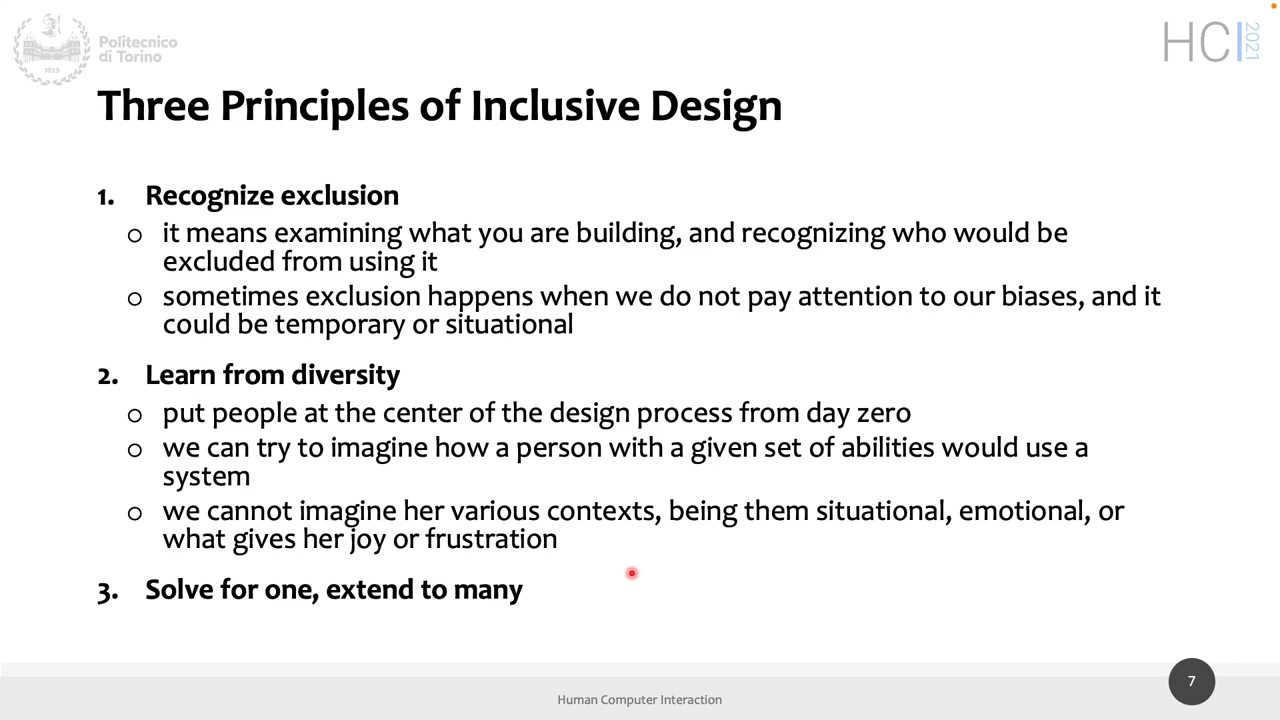 Politecnico
di Torino
1859
HCI 2021
Three Principles of Inclusive Design
1. Recognize exclusion
o it means examining what you are building, and recognizing who would be
excluded from using it
o sometimes exclusion happens when we do not pay attention to our biases, and it
could be temporary or situational
2. Learn from diversity
o put people at the center of the design process from day zero
o we can try to imagine how a person with a given set of abilities would use a
system
o we cannot imagine her various contexts, being them situational, emotional, or
what gives her joy or frustration
3. Solve for one, extend to many
Human Computer Interaction
7